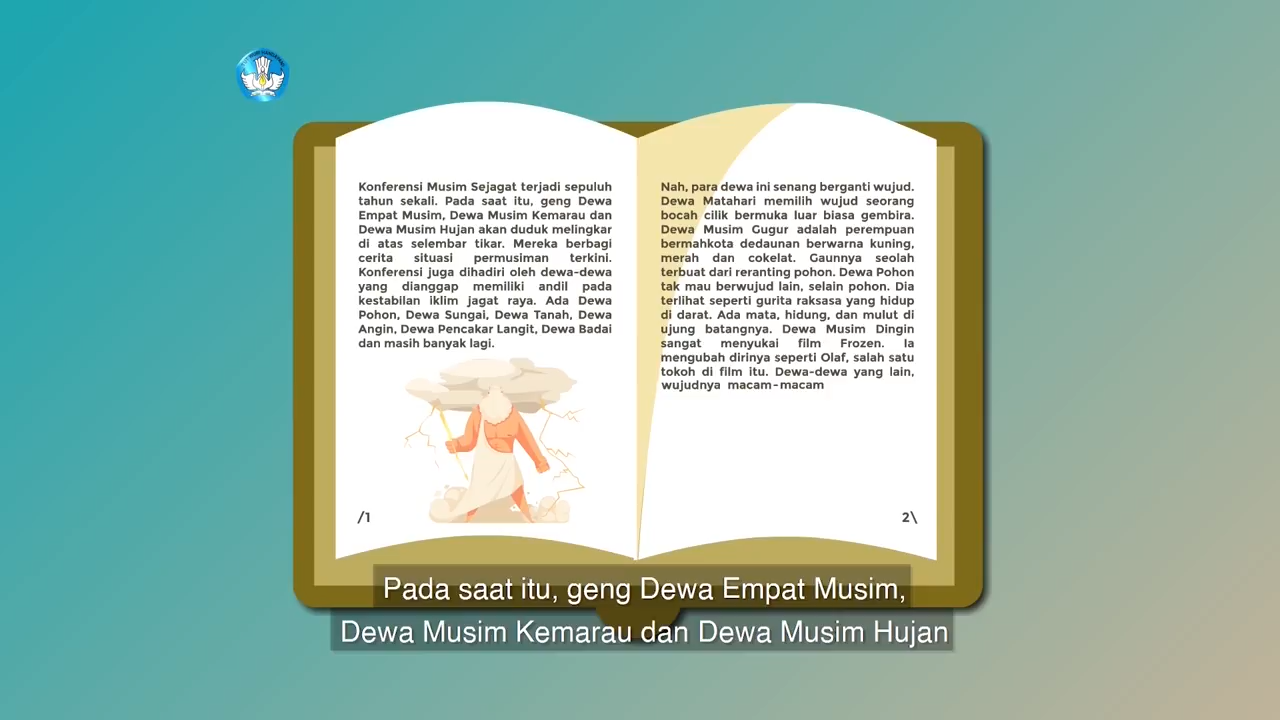 Konferensi Musim Sejagat terjadi sepuluh
tahun sekali. Pada saat itu, geng Dewa
Empat Musim, Dewa Musim Kemarau dan
Dewa Musim Hujan akan duduk melingkar
di atas selembar tikar. Mereka berbagi
cerita situasi permusiman terkini.
Konferensi juga dihadiri oleh dewa-dewa
yang dianggap memiliki andil pada
kestabilan iklim jagat raya. Ada Dewa
Pohon, Dewa Sungai, Dewa Tanah, Dewa
Angin, Dewa Pencakar Langit, Dewa Badai
dan masih banyak lagi.
/1
Nah, para dewa ini senang berganti wujud.
Dewa Matahari memilih wujud seorang
bocah cilik bermuka luar biasa gembira.
Dewa Musim Gugur adalah perempuan
bermahkota dedaunan berwarna kuning,
merah dan cokelat. Gaunnya seolah
terbuat dari reranting pohon. Dewa Pohon
tak mau berwujud lain, selain pohon. Dia
terlihat seperti gurita raksasa yang hidup
di darat. Ada mata, hidung, dan mulut di
ujung batangnya. Dewa Musim Dingin
sangat menyukai film Frozen. Ia
mengubah dirinya seperti Olaf, salah satu
tokoh di film itu. Dewa-dewa yang lain,
wujudnya macam-macam
2\
Pada saat itu, geng Dewa Empat Musim,
Dewa Musim Kemarau dan Dewa Musim Hujan